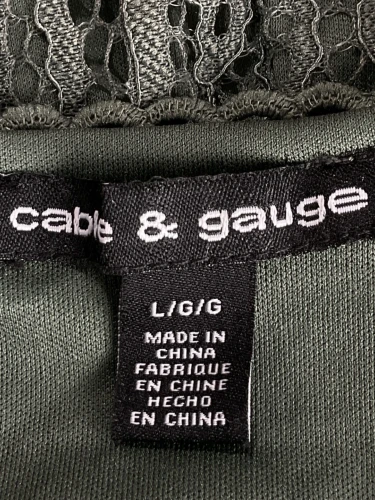 cable & gauge
L/G/G
MADE IN
CHINA
FABRIQUE
EN CHINE
HECHO
EN CHINA